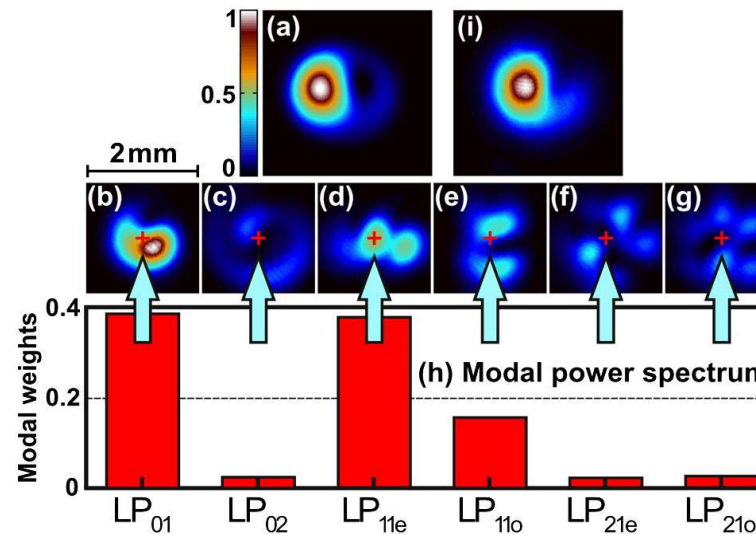 1
0.5
0
(a)
(i)
2mm
(b) (c) (d) (e) (f) (g)
0.4
0.2
0
Modal weights
(h) Modal power spectrum
LP01 LP02 LP11e LP11o LP21e LP21o